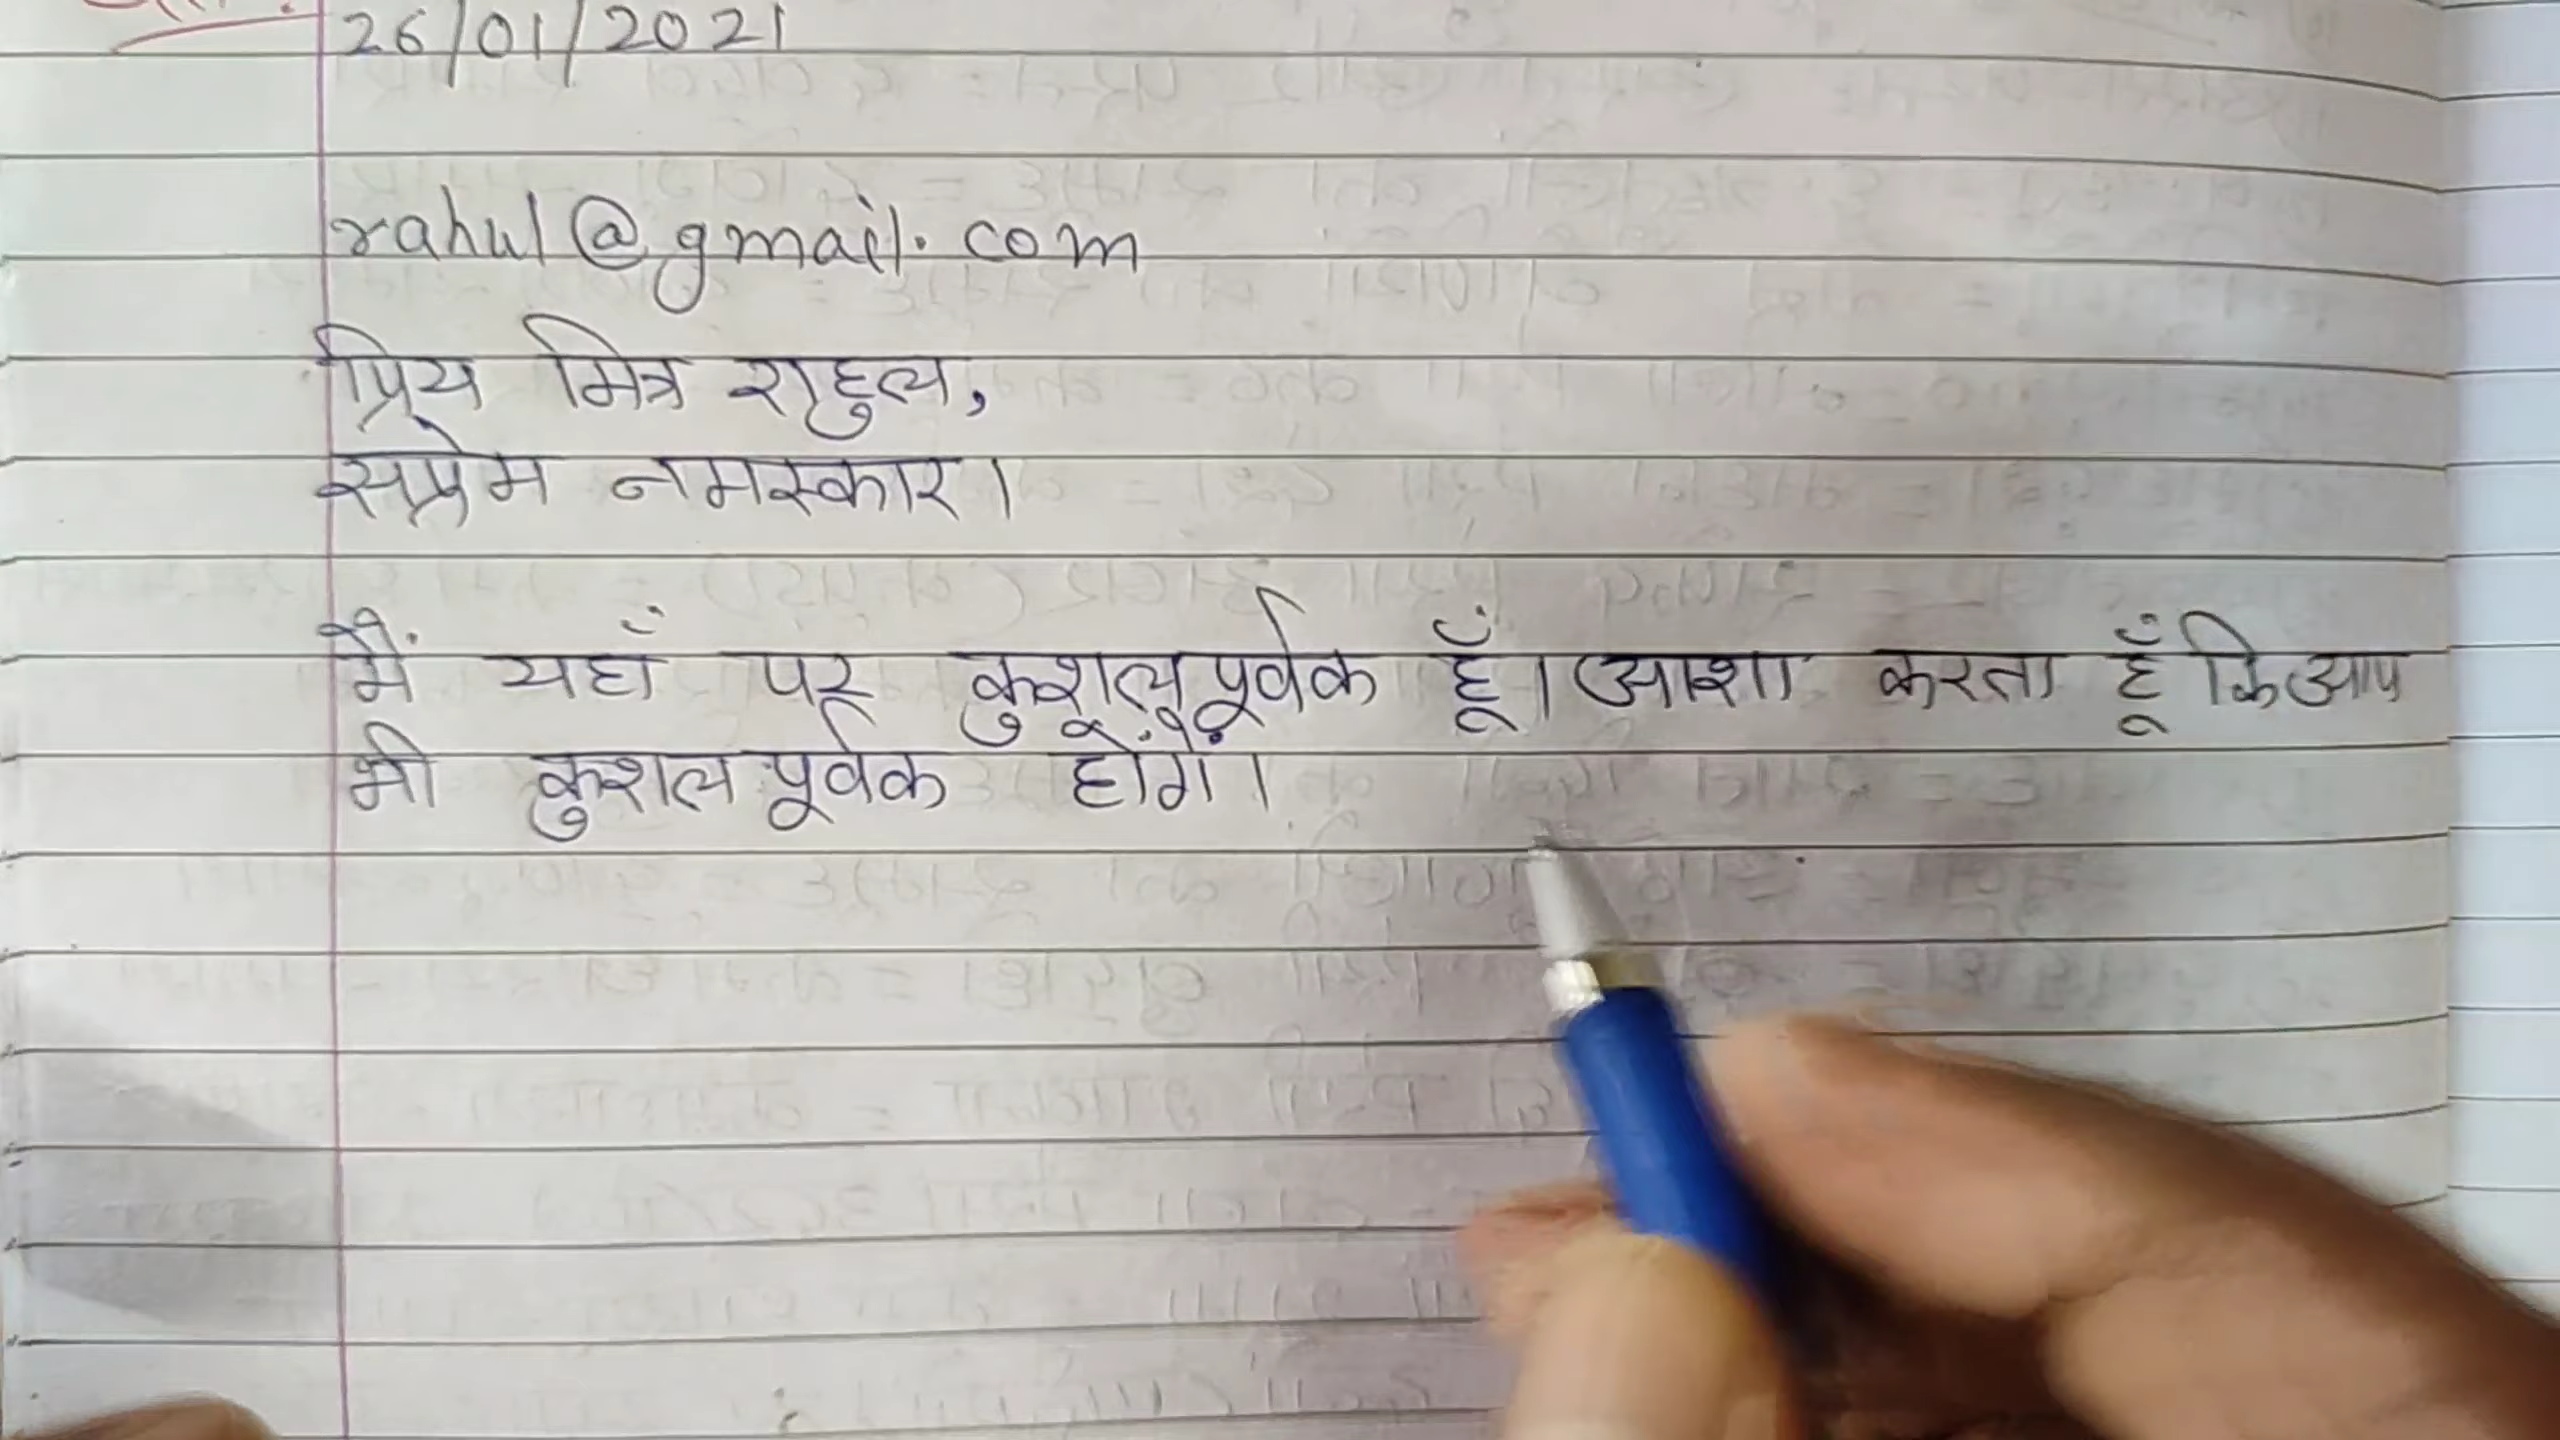 26/01/2021
rahul@gmail.com
प्रिय मित्र राहुल,
सप्रेम नमस्कार।
मैं यहाँ पर कुशलपूर्वक हूँ। आशा करता हूँ कि आप
भी कुशलपूर्वक होंगें।